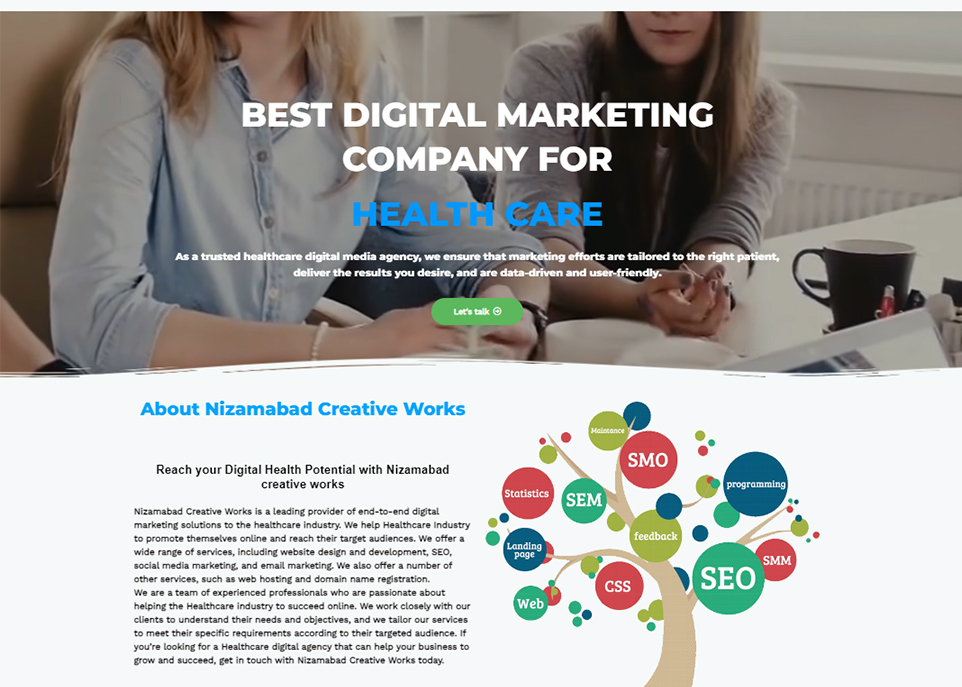 BEST DIGITAL MARKETING
COMPANY FOR
HEALTH CARE
As a trusted healthcare digital media agency, we ensure that marketing efforts are tailored to the right patient,
deliver the results you desire, and are data-driven and user-friendly.
Let's talk
About Nizamabad Creative Works
Reach your Digital Health Potential with Nizamabad
creative works
Nizamabad Creative Works is a leading provider of end-to-end digital
marketing solutions to the healthcare industry. We help Healthcare Industry
to promote themselves online and reach their target audiences. We offer a
wide range of services, including website design and development, SEO,
social media marketing, and email marketing. We also offer a number of
other services, such as web hosting and domain name registration.
We are a team of experienced professionals who are passionate about
helping the Healthcare industry to succeed online. We work closely with our
clients to understand their needs and objectives, and we tailor our services
to meet their specific requirements according to their targeted audience. If
you're looking for a Healthcare digital agency that can help your business to
grow and succeed, get in touch with Nizamabad Creative Works today.
Maintance
SMO
programming
Statistics
SEM
feedback
Landing
page
SMM
SEO
CSS
Web